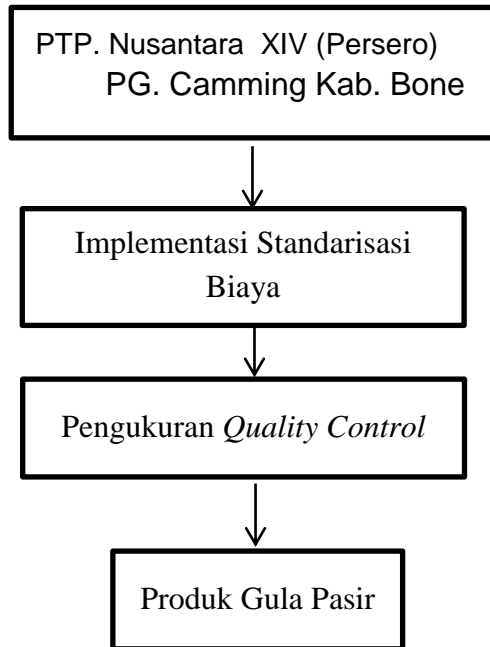 PTP. Nusantara  XIV (Persero)
PG. Camming Kab. Bone
Implementasi Standarisasi
Biaya
Pengukuran Quality Control
Produk Gula Pasir